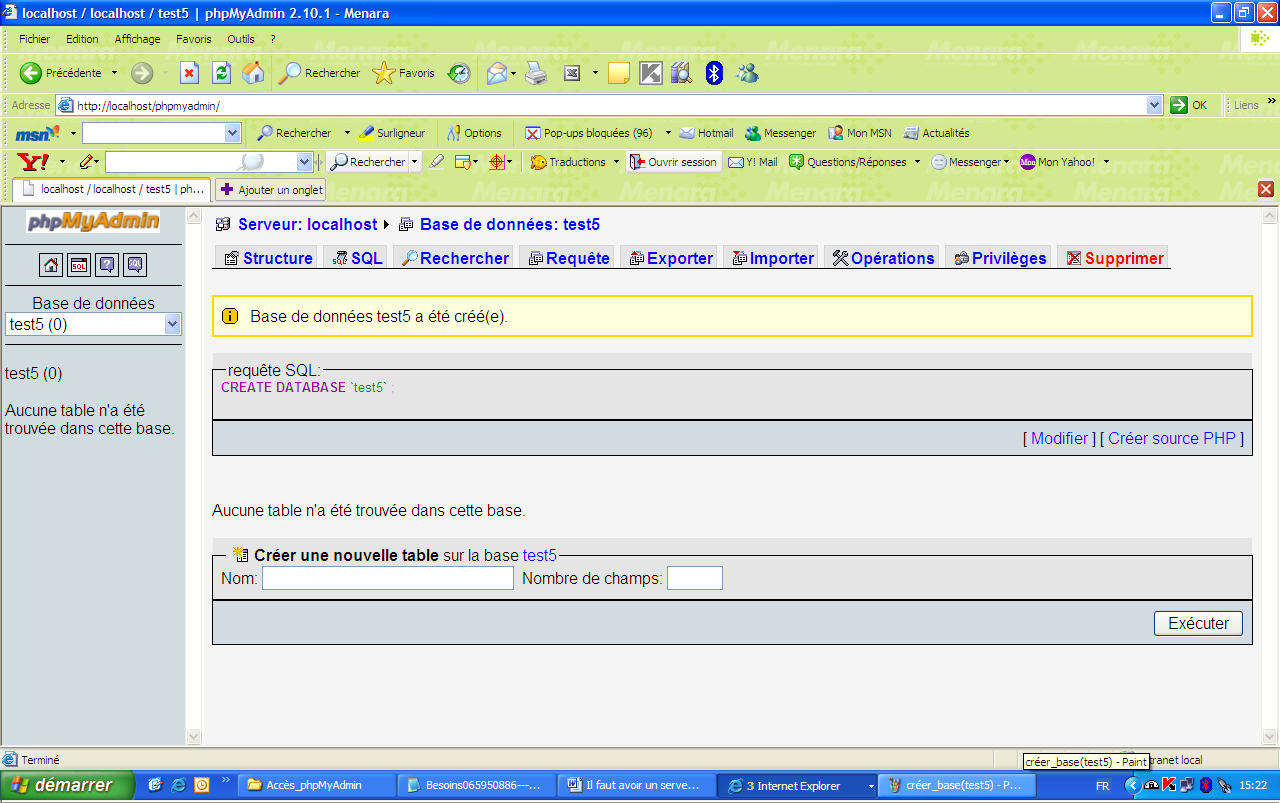 localhost / localhost / test5 | phpMyAdmin 2.10.1 - Menara
Fichier Edition Affichage Favoris Outils ?
Précédente Rechercher Favoris
Adresse http://localhost/phpmyadmin/ OK Liens »
msn Rechercher Surligneur Options Pop-ups bloquées (96) Hotmail Messenger Mon MSN Actualités
Y! Rechercher Traductions Ouvrir session Y! Mail Questions/Réponses Messenger Mon Yahoo!
localhost / localhost / test5 | ph... Ajouter un onglet
phpMyAdmin
SQL
Base de données
test5 (0)
test5 (0)
Aucune table n'a été
trouvée dans cette base.
Serveur: localhost Base de données: test5
Structure SQL Rechercher Requête Exporter Importer Opérations Privilèges Supprimer
Base de données test5 a été créé(e).
requête SQL:
CREATE DATABASE `test5` ;
[ Modifier ] [ Créer source PHP ]
Aucune table n'a été trouvée dans cette base.
Créer une nouvelle table sur la base test5
Nom: Nombre de champs:
Exécuter
Terminé
créer_base(test5) - Paint
tranet local
démarrer » Accès_phpMyAdmin Besoins065950886---... Il faut avoir un serve... 3 Internet Explorer créer_base(test5) - P... FR 15:22